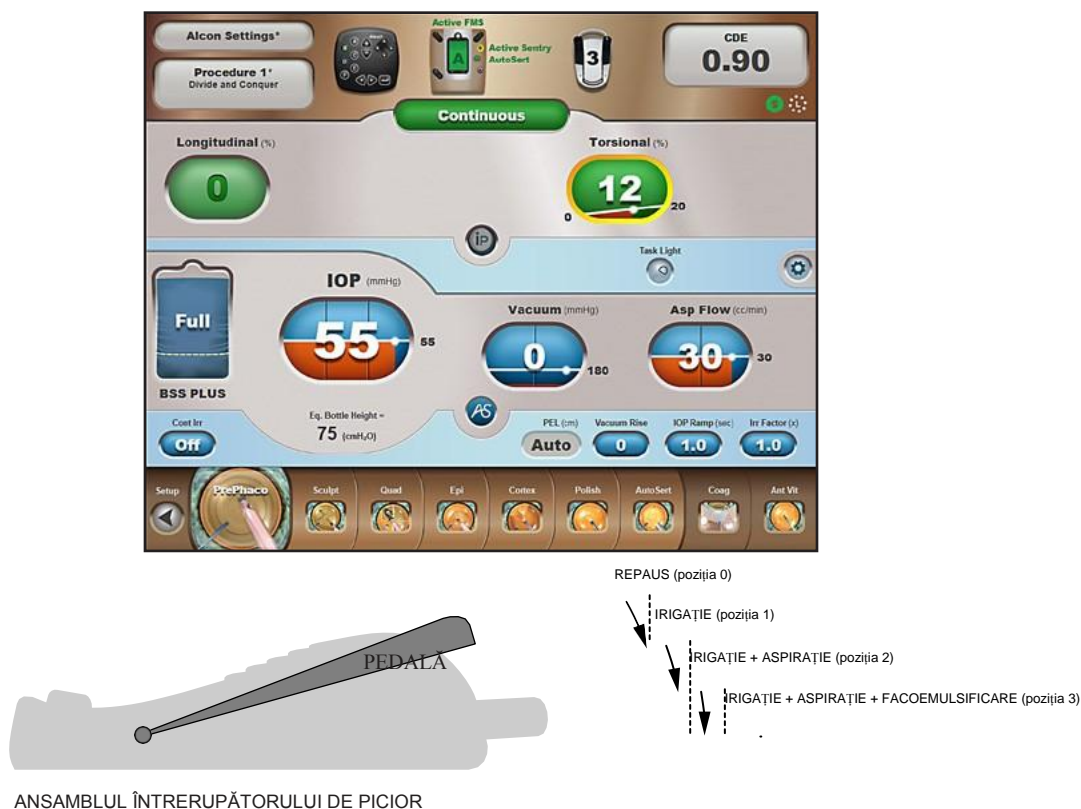 Active FMS
Alcon Settings*
A
Active Sentry
AutoSert
3
CDE
0.90
Procedure 1*
Divide and Conquer
Continuous
Longitudinal (%)
0
Torsional (%)
12
0
20
iP
Task Light
Full
BSS PLUS
IOP (mmHg)
55
55
Vacuum (mmHg)
0
180
Asp Flow (cc/min)
30
30
Eq. Bottle Height =
75 (cmH₂O)
AS
Cont Irr
Off
PEL (cm)
Auto
Vacuum Rise
0
IOP Ramp (sec)
1.0
Irr Factor (x)
1.0
Setup
PrePhaco
Sculpt
Quad
Epi
Cortex
Polish
AutoSert
Coag
Ant Vit
REPAUS (poziția 0)
IRIGAȚIE (poziția 1)
IRIGAȚIE + ASPIRAȚIE (poziția 2)
IRIGAȚIE + ASPIRAȚIE + FACOEMULSIFICARE (poziția 3)
PEDALĂ
ANSAMBLUL ÎNTRERUPĂTORULUI DE PICIOR